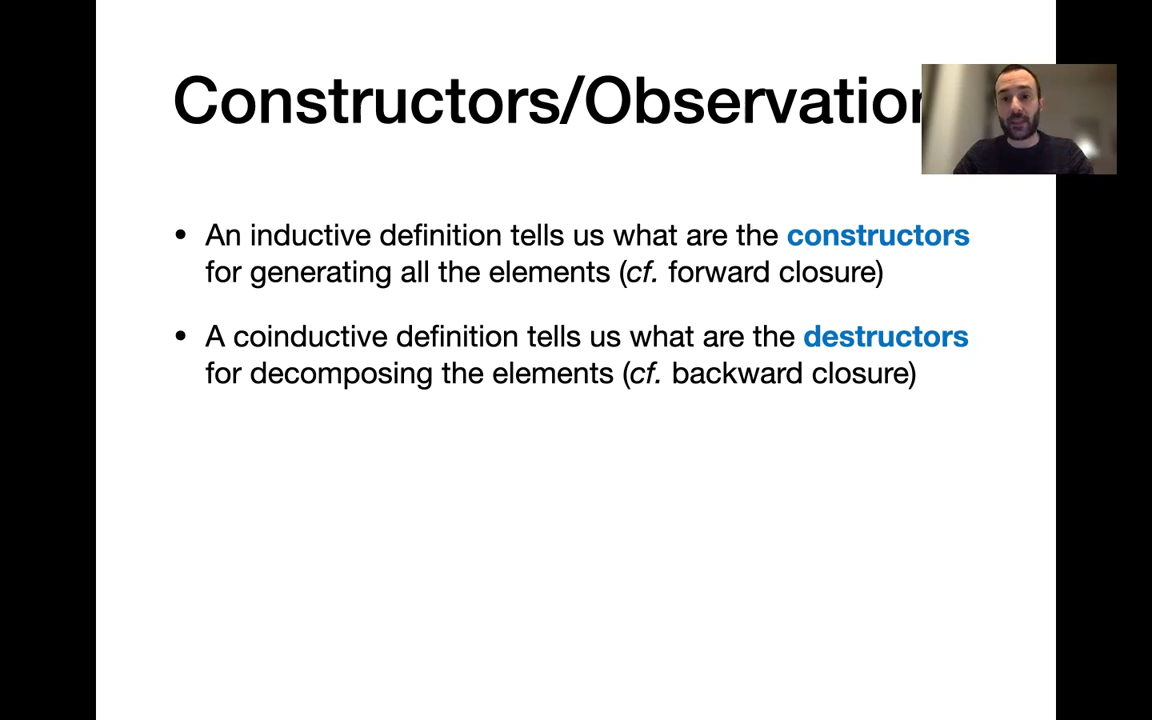 Constructors/Observation
• An inductive definition tells us what are the constructors
for generating all the elements (cf. forward closure)
• A coinductive definition tells us what are the destructors
for decomposing the elements (cf. backward closure)